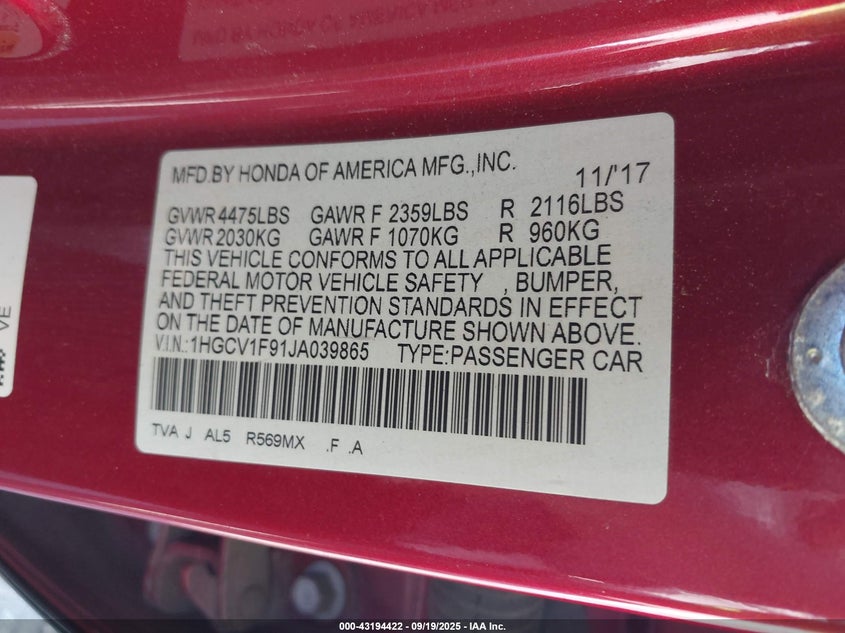 MFD.BY HONDA OF AMERICA MFG.,INC. 11/'17
GVWR 4475LBS GAWR F 2359LBS R 2116LBS
GVWR 2030KG GAWR F 1070KG R 960KG
THIS VEHICLE CONFORMS TO ALL APPLICABLE
FEDERAL MOTOR VEHICLE SAFETY , BUMPER,
AND THEFT PREVENTION STANDARDS IN EFFECT
ON THE DATE OF MANUFACTURE SHOWN ABOVE.
V.I.N.:1HGCV1F91JA039865 TYPE:PASSENGER CAR
TVA J AL5 R569MX .F .A
VE
000-43194422 - 09/19/2025 - IAA Inc.